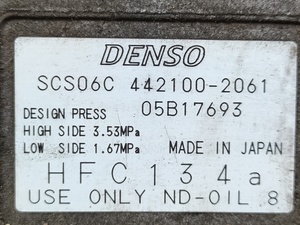 DENSO
SCS06C 442100-2061
DESIGN PRESS 05B17693
HIGH SIDE 3.53MPa
LOW SIDE 1.67MPa MADE IN JAPAN
HFC134a
USE ONLY ND-OIL 8